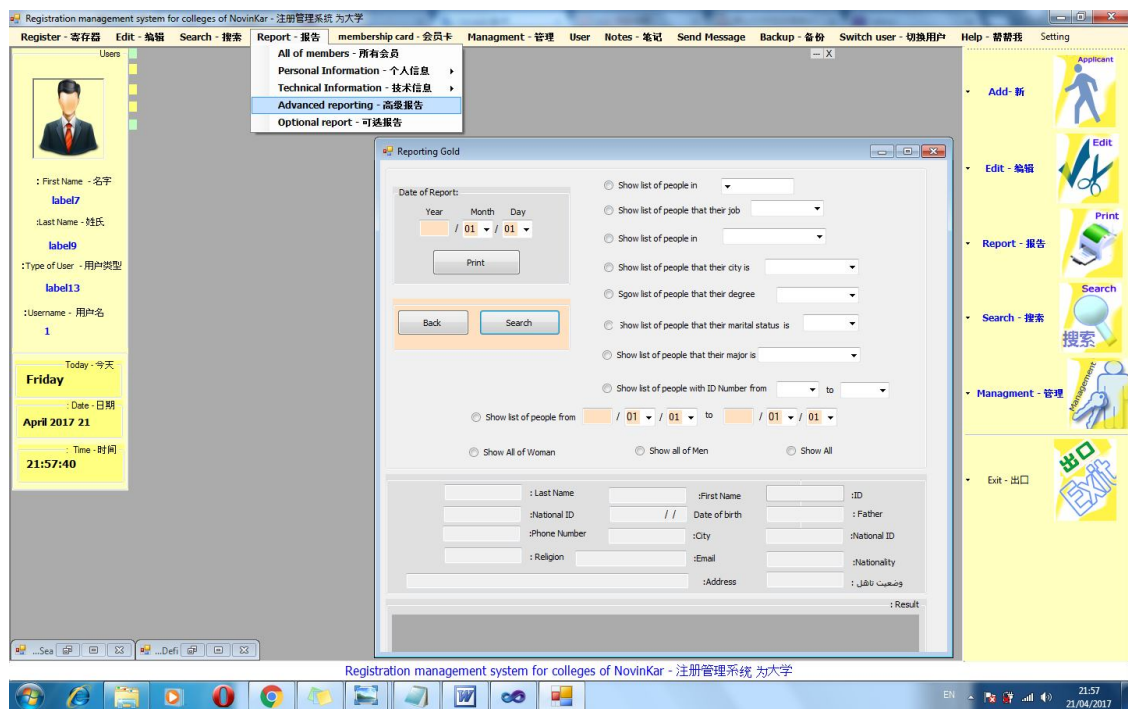 Registration management system for colleges of NovinKar - 注册管理系统 为大学
Register - 寄存器 Edit - 编辑 Search - 搜索 Report - 报告 membership card - 会员卡 Managment - 管理 User Notes - 笔记 Send Message Backup - 备份 Switch user - 切换用户 Help - 帮帮我 Setting
All of members - 所有会员
Personal Information - 个人信息
Technical Information - 技术信息
Advanced reporting - 高级报告
Optional report - 可选报告
Users
: First Name - 名字
label7
:Last Name - 姓氏
label9
:Type of User - 用户类型
label13
:Username - 用户名
1
Today - 今天
Friday
: Date - 日期
April 2017 21
: Time - 时间
21:57:40
Reporting Gold
Date of Report:
Year Month Day
/ 01 / 01
Print
Back Search
Show list of people in
Show list of people that their job
Show list of people in
Show list of people that their city is
Sgow list of people that their degree
Show list of people that their marital status is
Show list of people that their major is
Show list of people with ID Number from to
Show list of people from / 01 / 01 to / 01 / 01
Show All of Woman Show all of Men Show All
: Last Name :First Name :ID
:National ID / / Date of birth : Father
:Phone Number :City :National ID
: Religion :Email :Nationality
:Address وضعیت تاهل :
: Result
Applicant
Add- 新
Edit
Edit - 编辑
Print
Report - 报告
Search
Search - 搜索
搜索
Management
Managment - 管理
出口
Exit
Exit - 出口
...Sea ...Defi
Registration management system for colleges of NovinKar - 注册管理系统 为大学
EN
21:57
21/04/2017